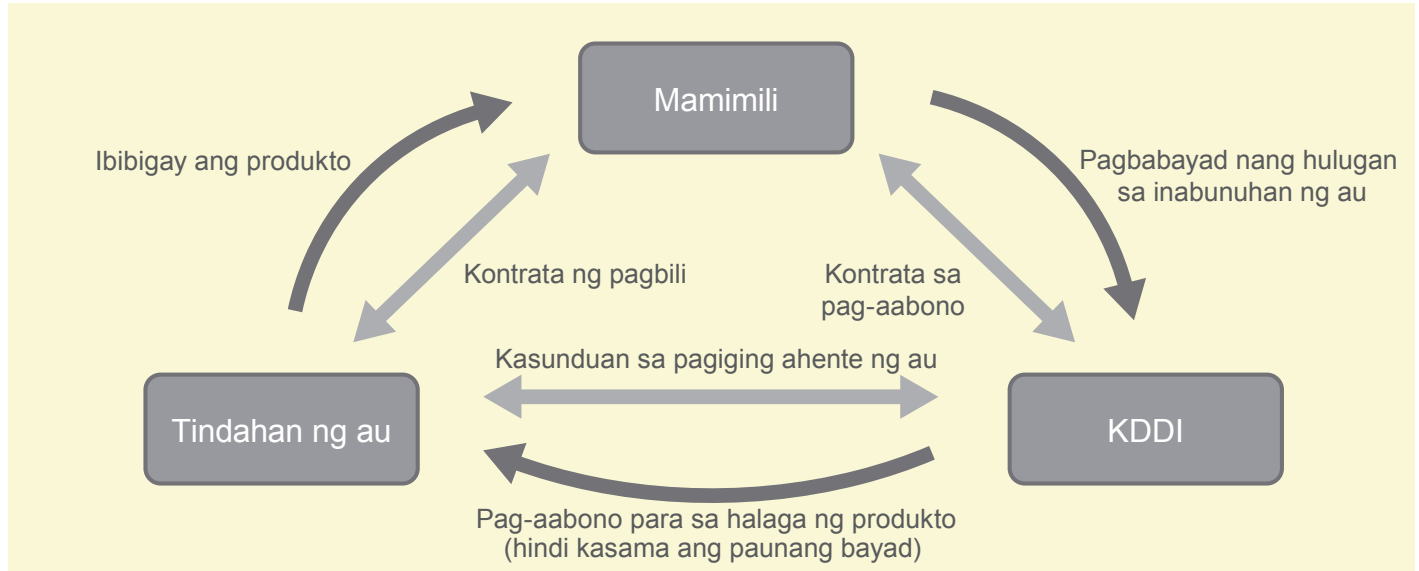 Mamimili
Ibibigay ang produkto
Pagbabayad nang hulugan
sa inabunuhan ng au
Kontrata ng pagbili
Kontrata sa
pag-aabono
Kasunduan sa pagiging ahente ng au
Tindahan ng au
KDDI
Pag-aabono para sa halaga ng produkto
(hindi kasama ang paunang bayad)